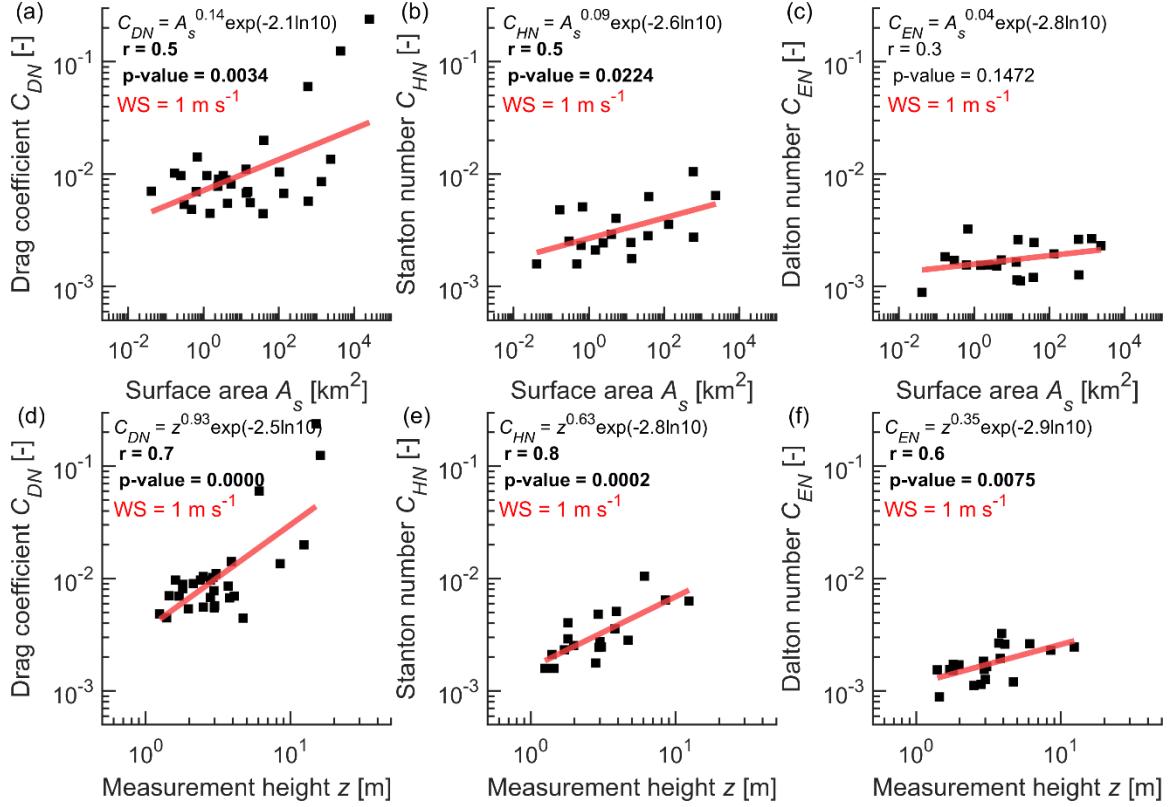 (a)
C_DN = A_s^0.14 exp(-2.1ln10)
r = 0.5
p-value = 0.0034
WS = 1 m s^-1
Drag coefficient C_DN [-]
10^-1
10^-2
10^-3
10^-2 10^0 10^2 10^4
Surface area A_s [km^2]
(b)
C_HN = A_s^0.09 exp(-2.6ln10)
r = 0.5
p-value = 0.0224
WS = 1 m s^-1
Stanton number C_HN [-]
10^-1
10^-2
10^-3
10^-2 10^0 10^2 10^4
Surface area A_s [km^2]
(c)
C_EN = A_s^0.04 exp(-2.8ln10)
r = 0.3
p-value = 0.1472
WS = 1 m s^-1
Dalton number C_EN [-]
10^-1
10^-2
10^-3
10^-2 10^0 10^2 10^4
Surface area A_s [km^2]
(d)
C_DN = z^0.93 exp(-2.5ln10)
r = 0.7
p-value = 0.0000
WS = 1 m s^-1
Drag coefficient C_DN [-]
10^-1
10^-2
10^-3
10^0 10^1
Measurement height z [m]
(e)
C_HN = z^0.63 exp(-2.8ln10)
r = 0.8
p-value = 0.0002
WS = 1 m s^-1
Stanton number C_HN [-]
10^-1
10^-2
10^-3
10^0 10^1
Measurement height z [m]
(f)
C_EN = z^0.35 exp(-2.9ln10)
r = 0.6
p-value = 0.0075
WS = 1 m s^-1
Dalton number C_EN [-]
10^-1
10^-2
10^-3
10^0 10^1
Measurement height z [m]